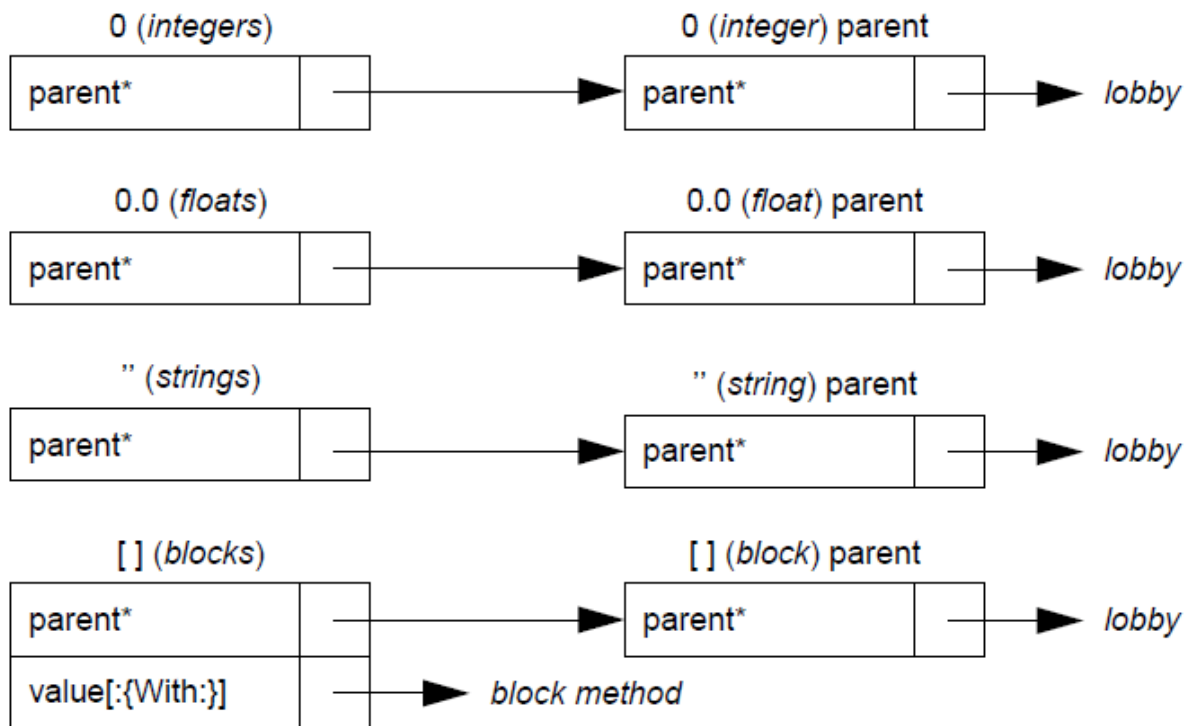 0 (integers) 0 (integer) parent
parent* parent* lobby
0.0 (floats) 0.0 (float) parent
parent* parent* lobby
” (strings) ” (string) parent
parent* parent* lobby
[ ] (blocks) [ ] (block) parent
parent* parent* lobby
value[:{With:}] block method